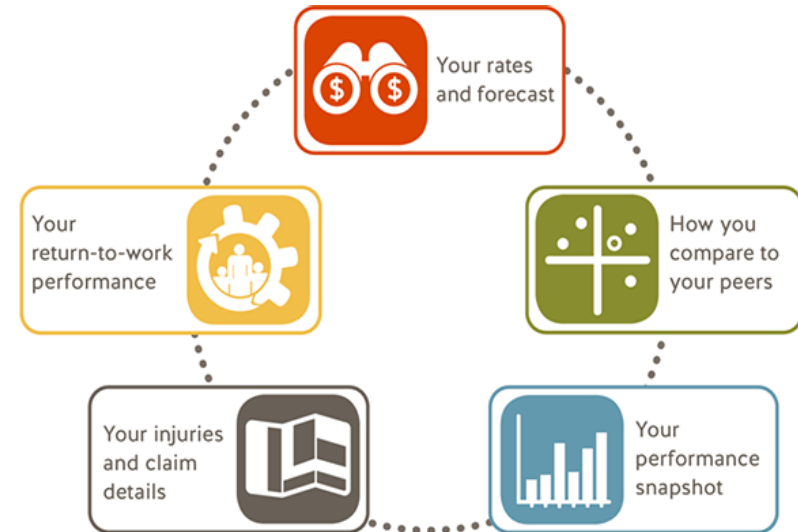 $ $
Your rates
and forecast
Your
return-to-work
performance
How you
compare to
your peers
Your injuries
and claim
details
Your
performance
snapshot